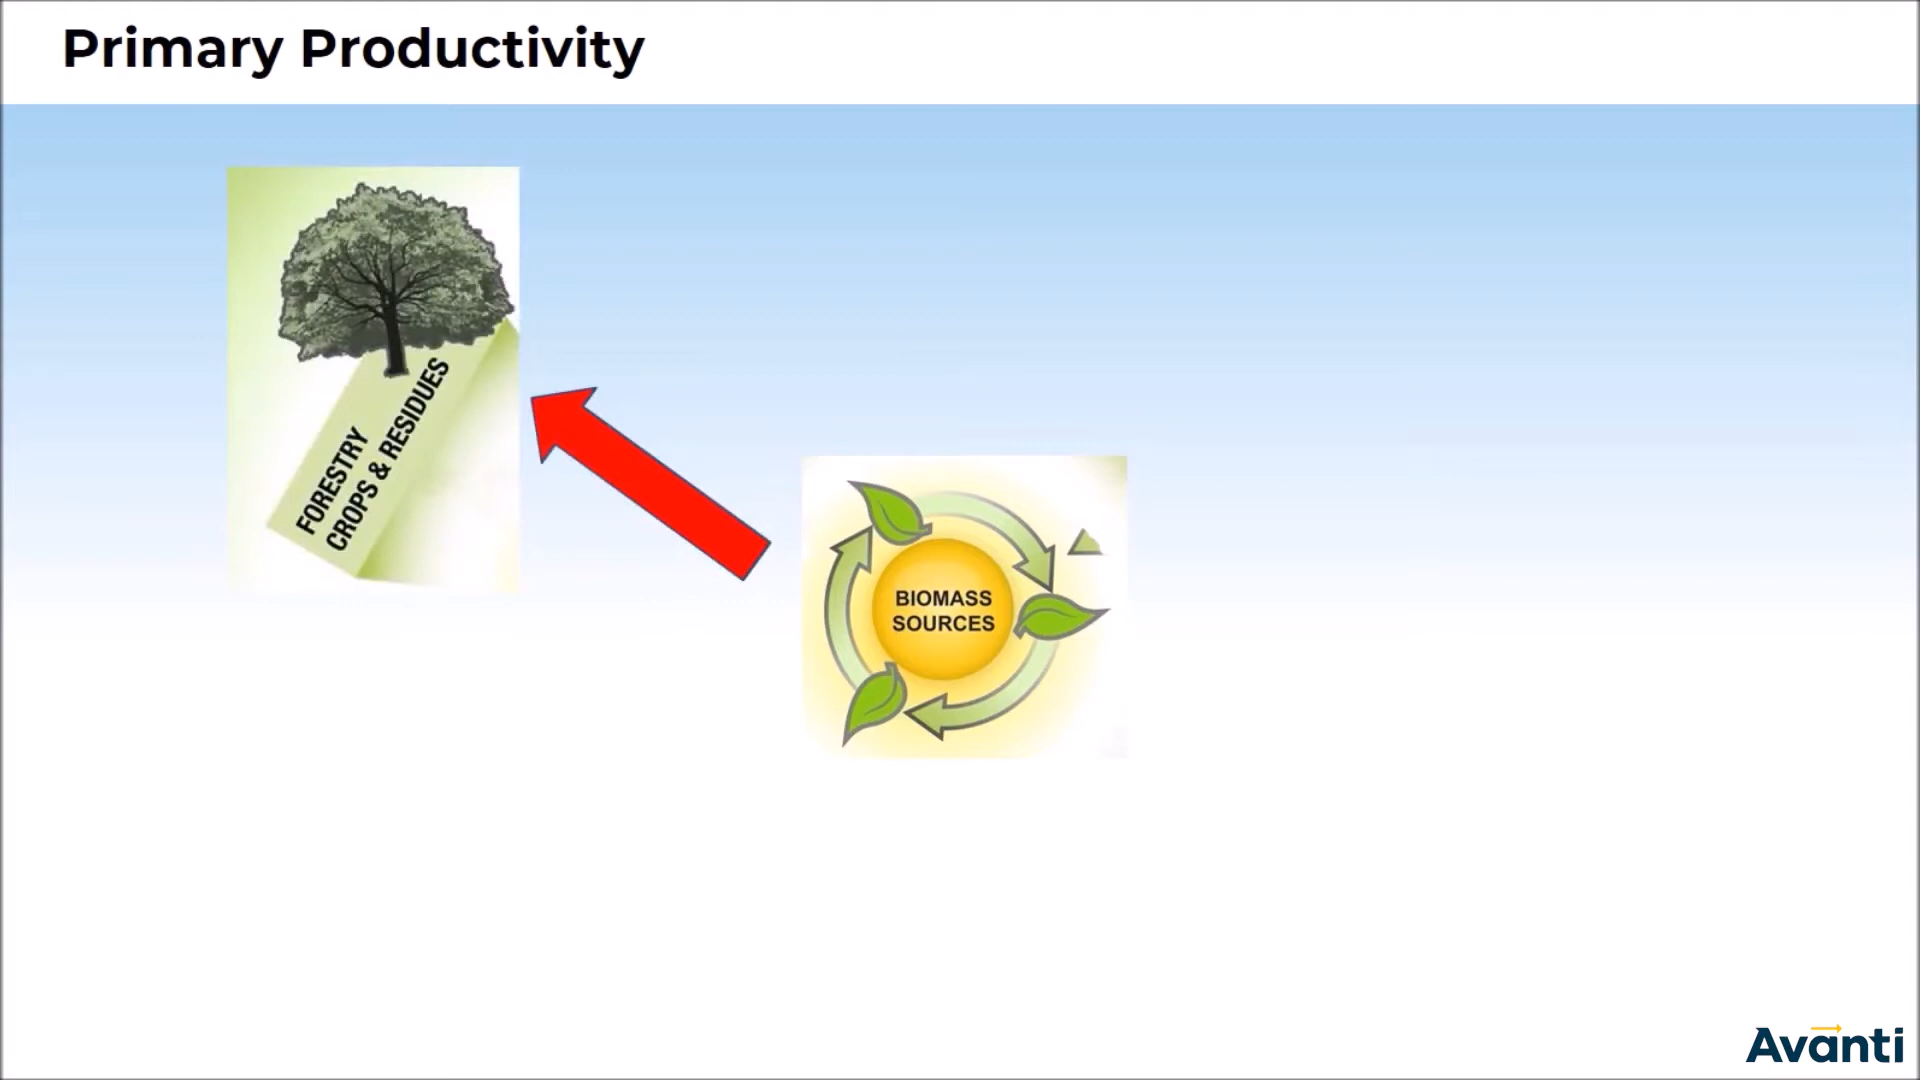 Primary Productivity
FORESTRY
CROPS & RESIDUES
BIOMASS
SOURCES
Avanti